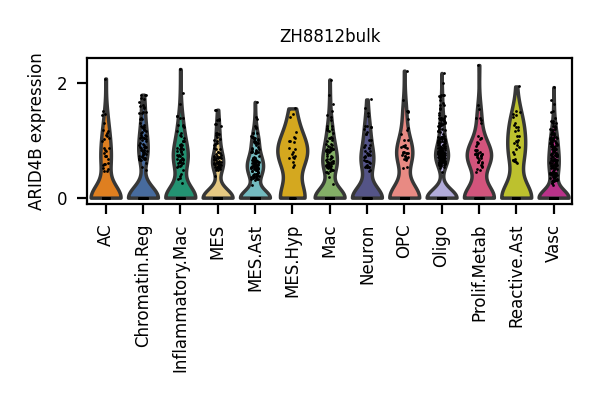 ZH8812bulk
ARID4B expression
2
0
AC
Chromatin.Reg
Inflammatory.Mac
MES
MES.Ast
MES.Hyp
Mac
Neuron
OPC
Oligo
Prolif.Metab
Reactive.Ast
Vasc